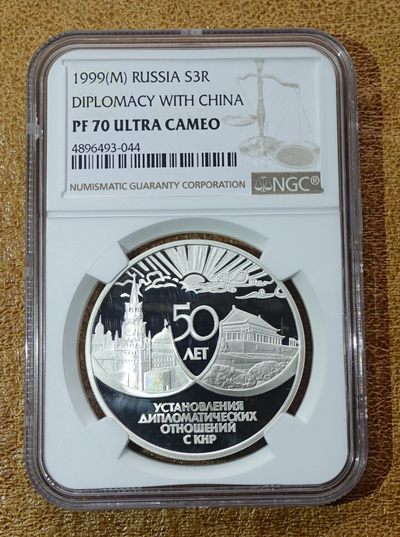 1999(M) RUSSIA S3R
DIPLOMACY WITH CHINA
PF 70 ULTRA CAMEO
4896493-044
NUMISMATIC GUARANTY CORPORATION
NGC®
50
ЛЕТ
УСТАНОВЛЕНИЯ
ДИПЛОМАТИЧЕСКИХ
ОТНОШЕНИЙ
С КНР